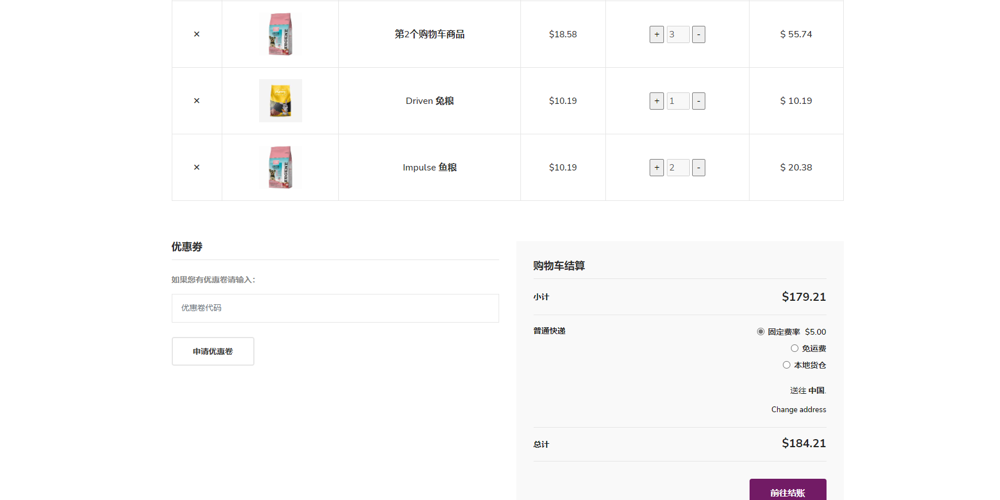 × EUGENE 第2个购物车商品 $18.58 + 3 - $ 55.74
× Driven 兔粮 $10.19 + 1 - $ 10.19
× EUGENE Impulse 鱼粮 $10.19 + 2 - $ 20.38
优惠劵
如果您有优惠卷请输入：
优惠卷代码
申请优惠卷
购物车结算
小计 $179.21
普通快递 固定费率 $5.00
免运费
本地货仓
送往 中国.
Change address
总计 $184.21
前往结账